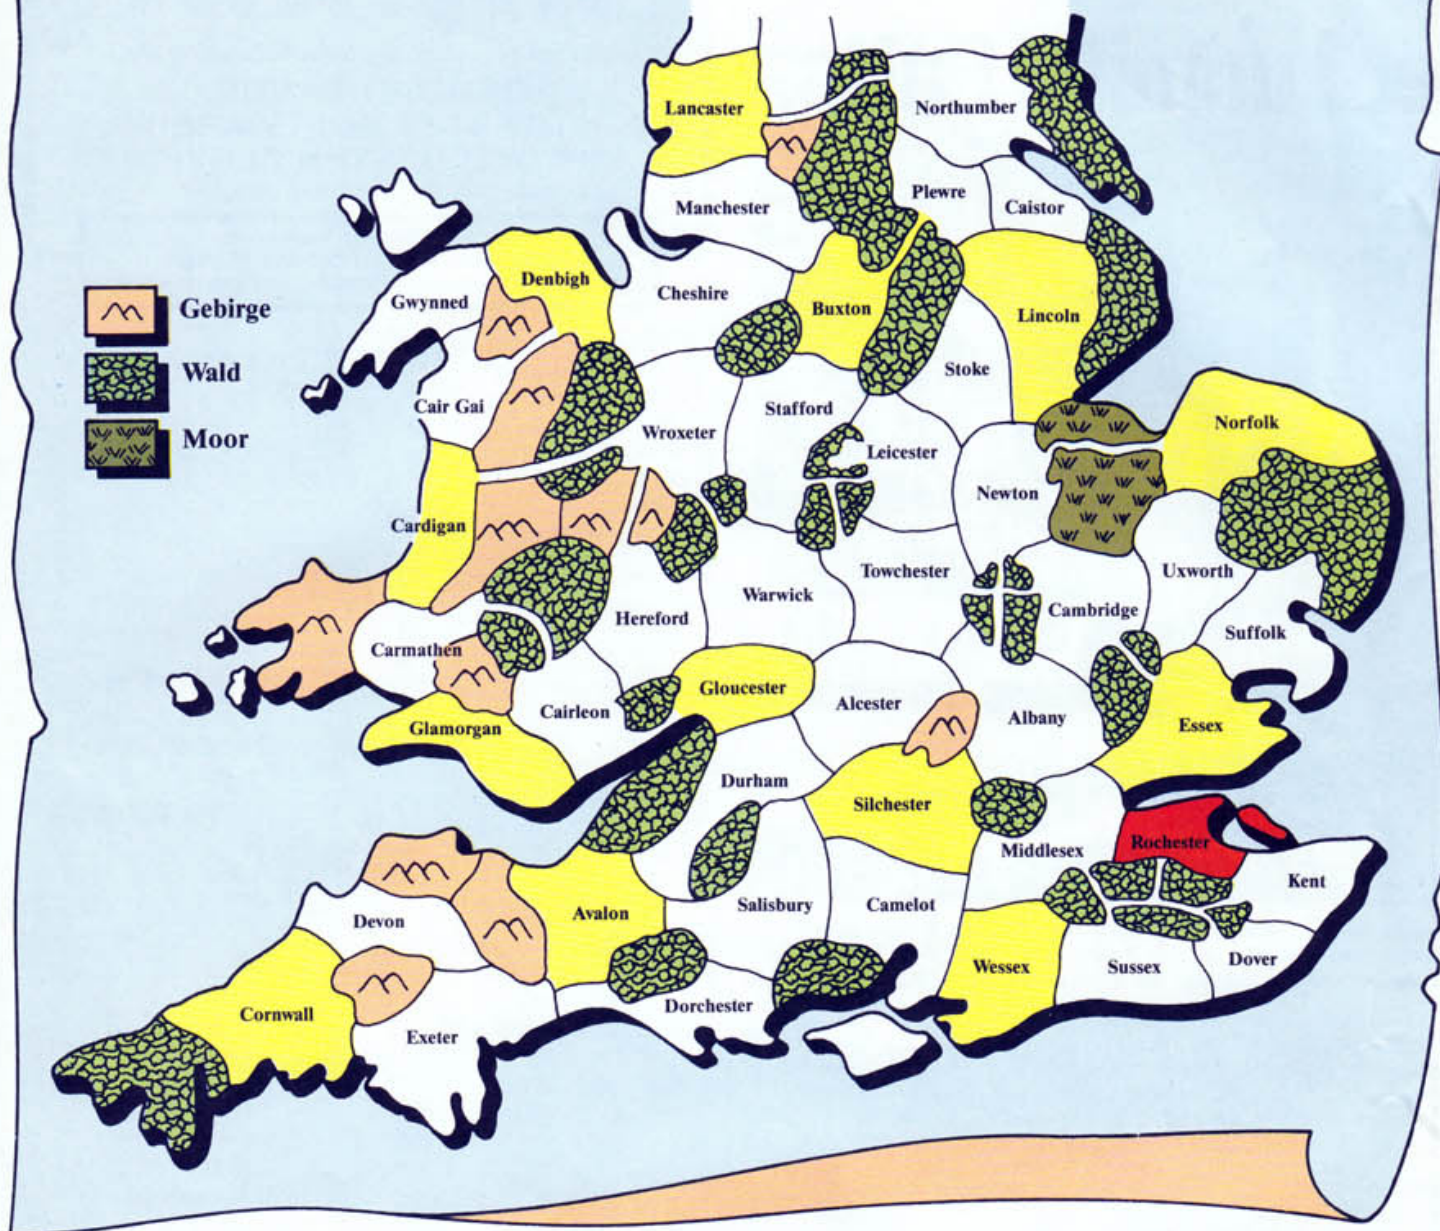 Lancaster
Northumber
Manchester
Plewre
Caistor
Denbigh
Gwynned
Cheshire
Buxton
Lincoln
Gebirge
Wald
Moor
Stoke
Cair Gai
Stafford
Wroxeter
Leicester
Norfolk
Newton
Cardigan
Towchester
Uxworth
Warwick
Cambridge
Hereford
Suffolk
Carmathen
Gloucester
Cairleon
Alcester
Albany
Glamorgan
Essex
Durham
Silchester
Middlesex
Rochester
Kent
Devon
Avalon
Salisbury
Camelot
Wessex
Sussex
Dover
Cornwall
Dorchester
Exeter